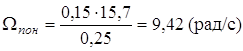 Ω_пон = (0,15·15,7)/0,25 = 9,42 (рад/с)